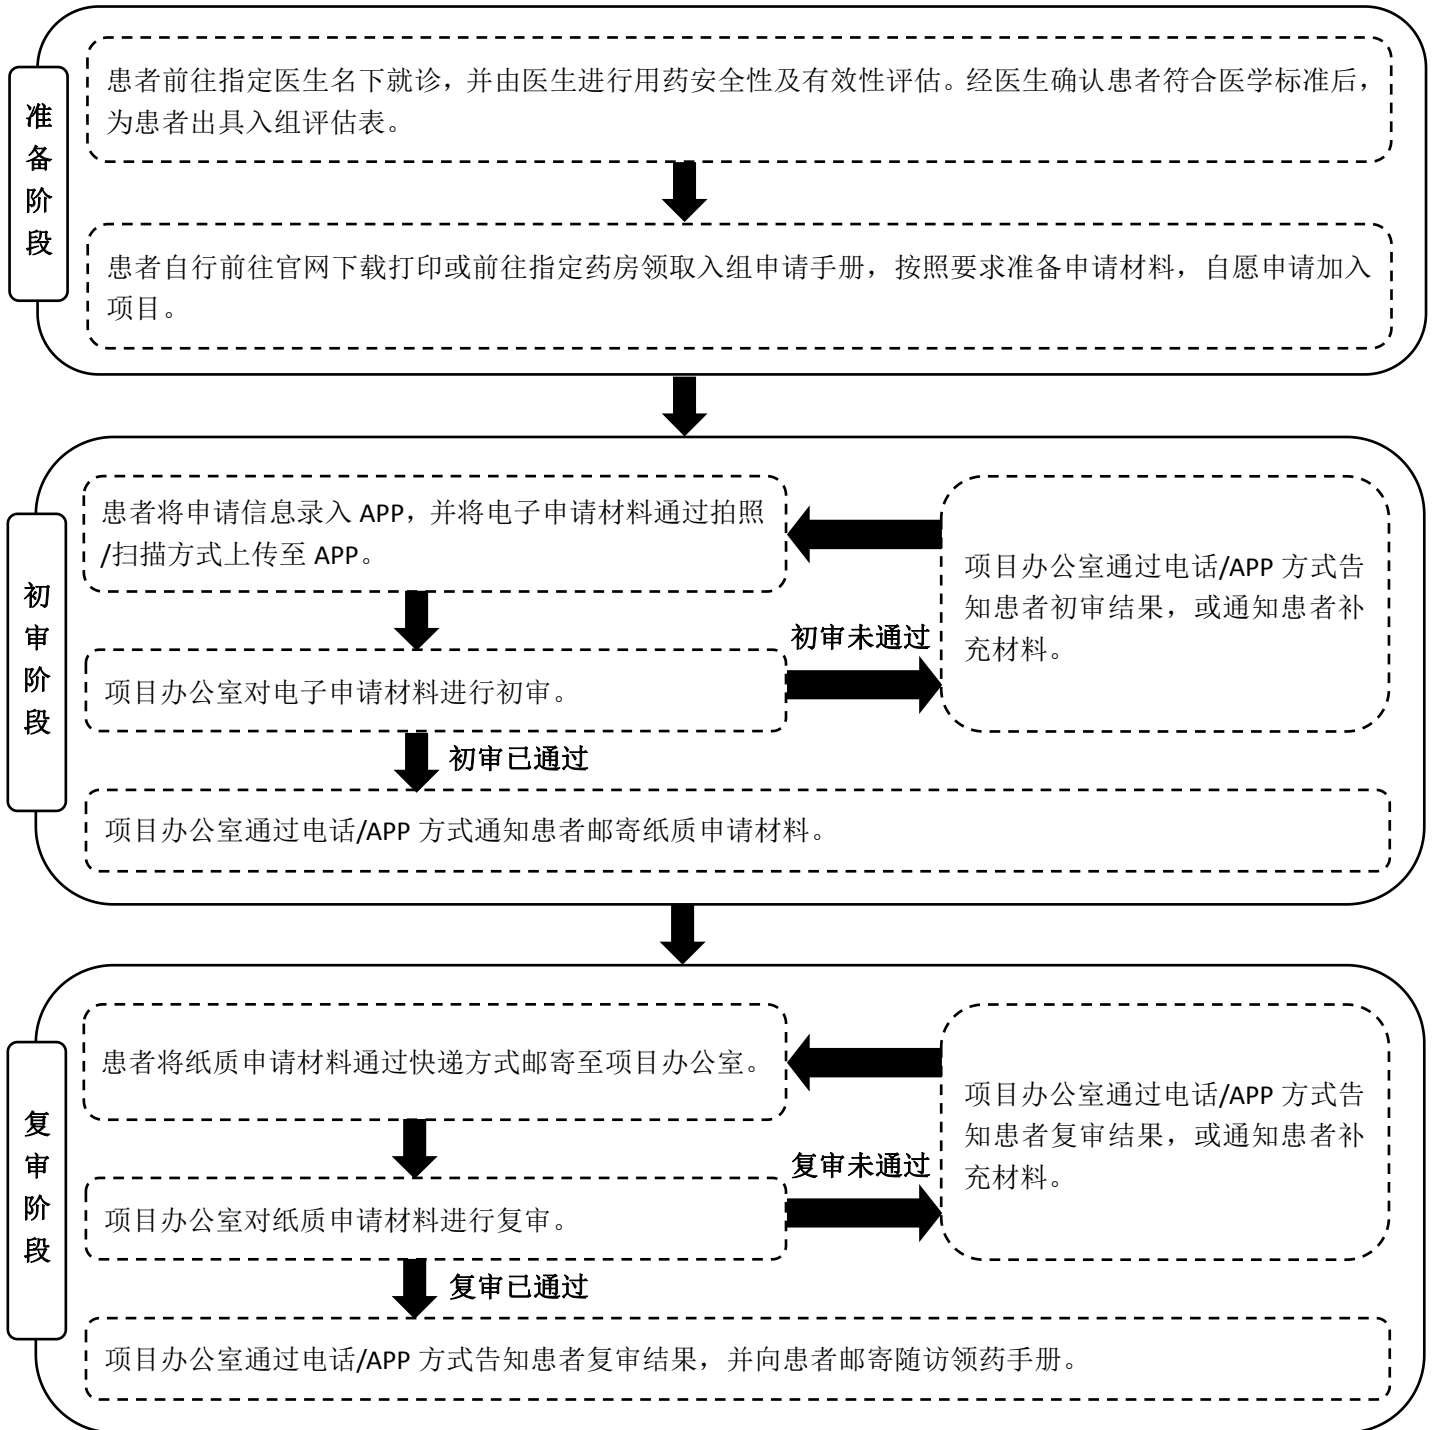 准备阶段
患者前往指定医生名下就诊，并由医生进行用药安全性及有效性评估。经医生确认患者符合医学标准后，
为患者出具入组评估表。
患者自行前往官网下载打印或前往指定药房领取入组申请手册，按照要求准备申请材料，自愿申请加入
项目。
初审阶段
患者将申请信息录入 APP，并将电子申请材料通过拍照
/扫描方式上传至 APP。
项目办公室通过电话/APP 方式告
知患者初审结果，或通知患者补
充材料。
初审未通过
项目办公室对电子申请材料进行初审。
初审已通过
项目办公室通过电话/APP 方式通知患者邮寄纸质申请材料。
复审阶段
患者将纸质申请材料通过快递方式邮寄至项目办公室。
项目办公室通过电话/APP 方式告
知患者复审结果，或通知患者补
充材料。
复审未通过
项目办公室对纸质申请材料进行复审。
复审已通过
项目办公室通过电话/APP 方式告知患者复审结果，并向患者邮寄随访领药手册。